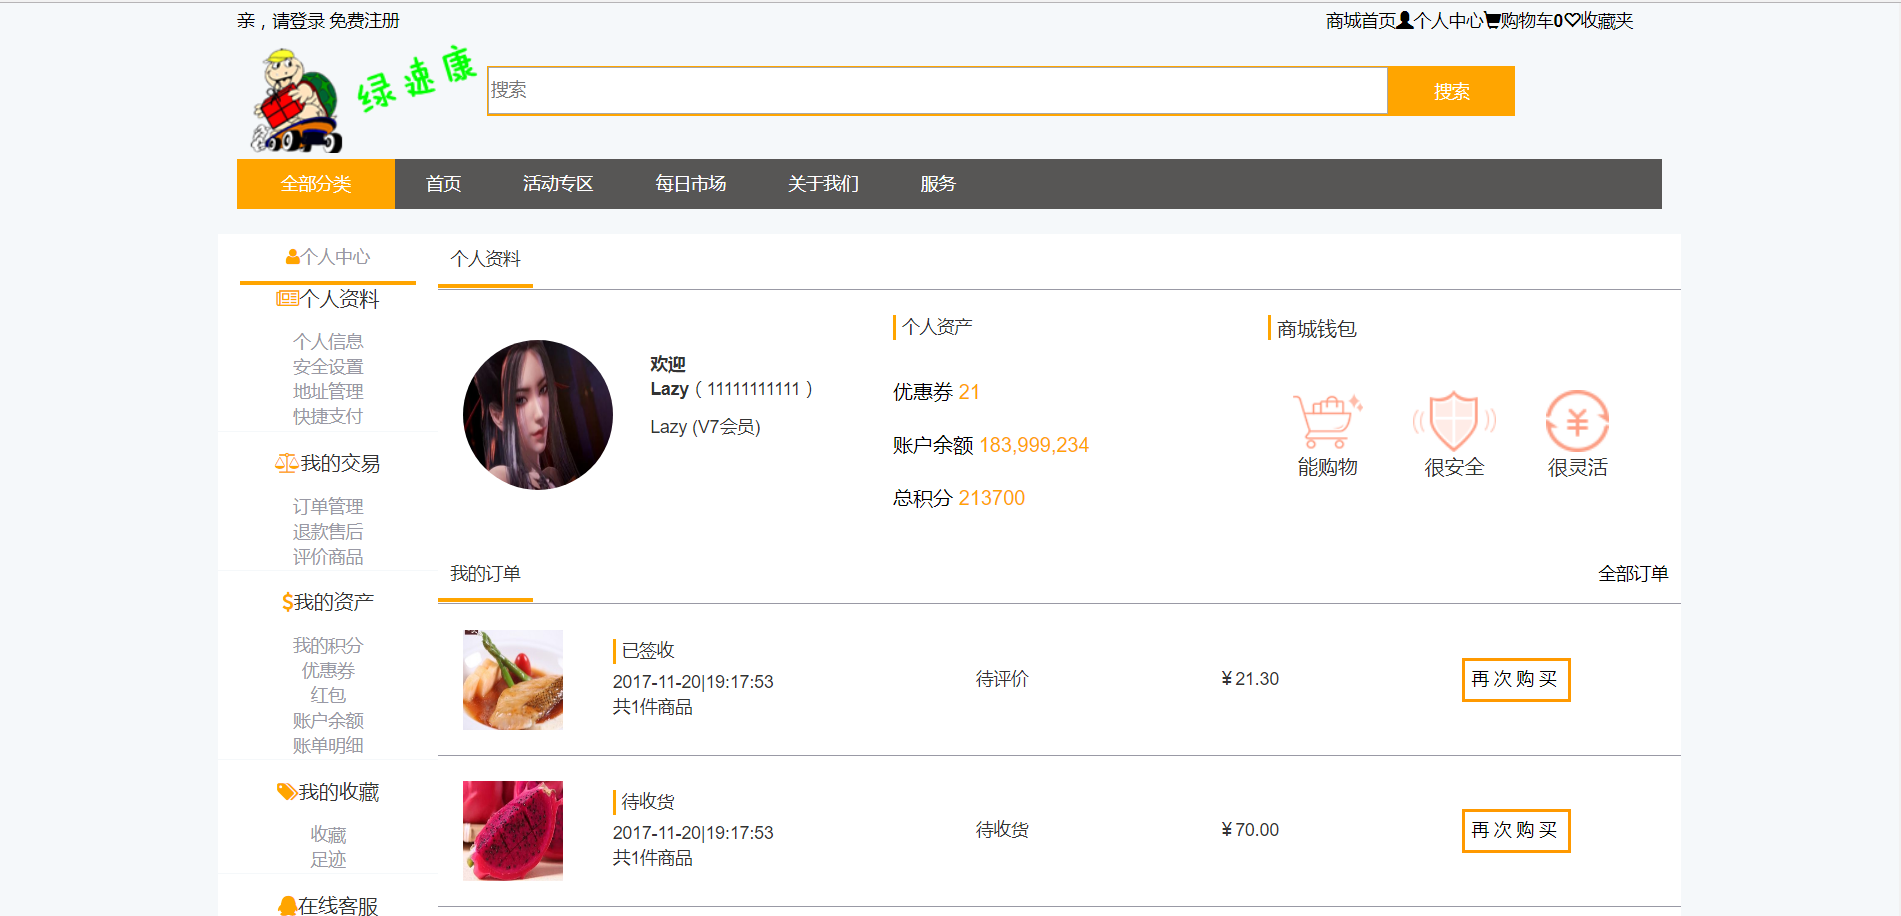 亲，请登录 免费注册
商城首页个人中心购物车0收藏夹
绿速康
搜索
搜索
全部分类 首页 活动专区 每日市场 关于我们 服务
个人中心
个人资料
个人信息
安全设置
地址管理
快捷支付
我的交易
订单管理
退款售后
评价商品
我的资产
我的积分
优惠券
红包
账户余额
账单明细
我的收藏
收藏
足迹
在线客服
个人资料
欢迎
Lazy（11111111111）
Lazy (V7会员)
个人资产
优惠券 21
账户余额 183,999,234
总积分 213700
商城钱包
能购物 很安全 很灵活
我的订单
全部订单
已签收
2017-11-20|19:17:53
共1件商品
待评价
¥21.30
再次购买
待收货
2017-11-20|19:17:53
共1件商品
待收货
¥70.00
再次购买